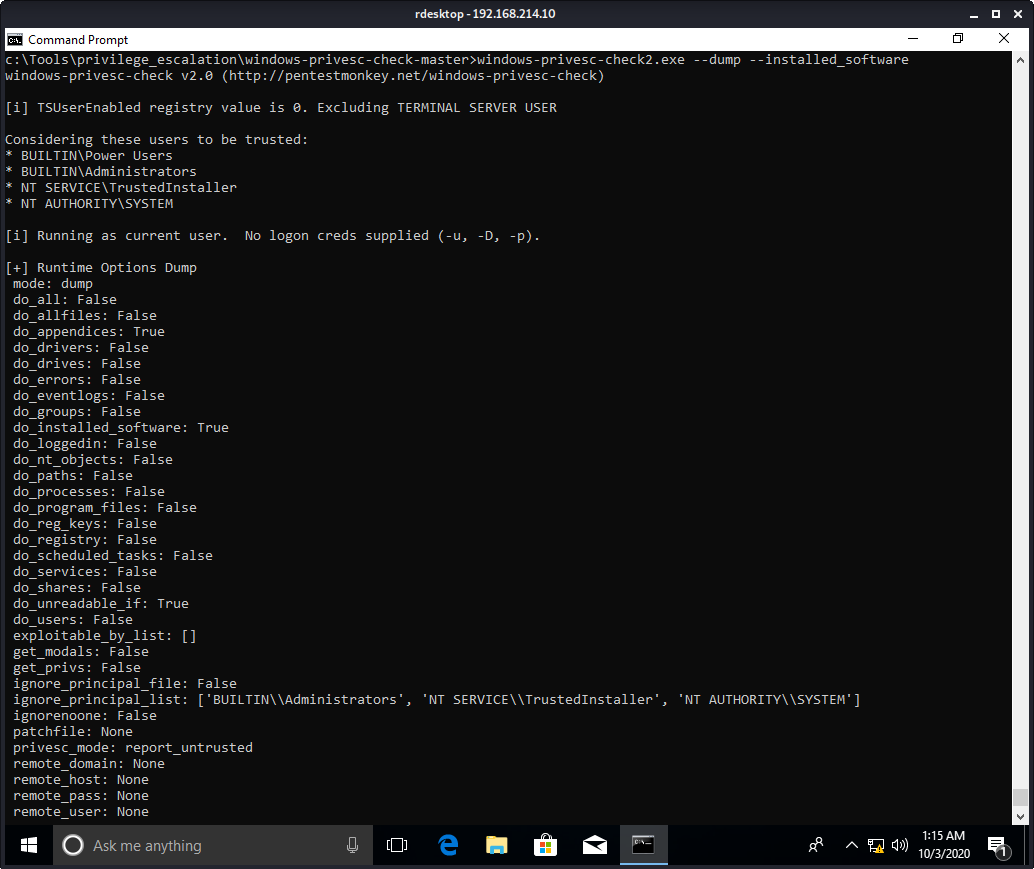 rdesktop - 192.168.214.10
Command Prompt
c:\Tools\privilege_escalation\windows-privesc-check-master>windows-privesc-check2.exe --dump --installed_software
windows-privesc-check v2.0 (http://pentestmonkey.net/windows-privesc-check)
[i] TSUserEnabled registry value is 0. Excluding TERMINAL SERVER USER
Considering these users to be trusted:
* BUILTIN\Power Users
* BUILTIN\Administrators
* NT SERVICE\TrustedInstaller
* NT AUTHORITY\SYSTEM
[i] Running as current user.  No logon creds supplied (-u, -D, -p).
[+] Runtime Options Dump
mode: dump
do_all: False
do_allfiles: False
do_appendices: True
do_drivers: False
do_drives: False
do_errors: False
do_eventlogs: False
do_groups: False
do_installed_software: True
do_loggedin: False
do_nt_objects: False
do_paths: False
do_processes: False
do_program_files: False
do_reg_keys: False
do_registry: False
do_scheduled_tasks: False
do_services: False
do_shares: False
do_unreadable_if: True
do_users: False
exploitable_by_list: []
get_modals: False
get_privs: False
ignore_principal_file: False
ignore_principal_list: ['BUILTIN\\Administrators', 'NT SERVICE\\TrustedInstaller', 'NT AUTHORITY\\SYSTEM']
ignorenoone: False
patchfile: None
privesc_mode: report_untrusted
remote_domain: None
remote_host: None
remote_pass: None
remote_user: None
Ask me anything
1:15 AM
10/3/2020
1